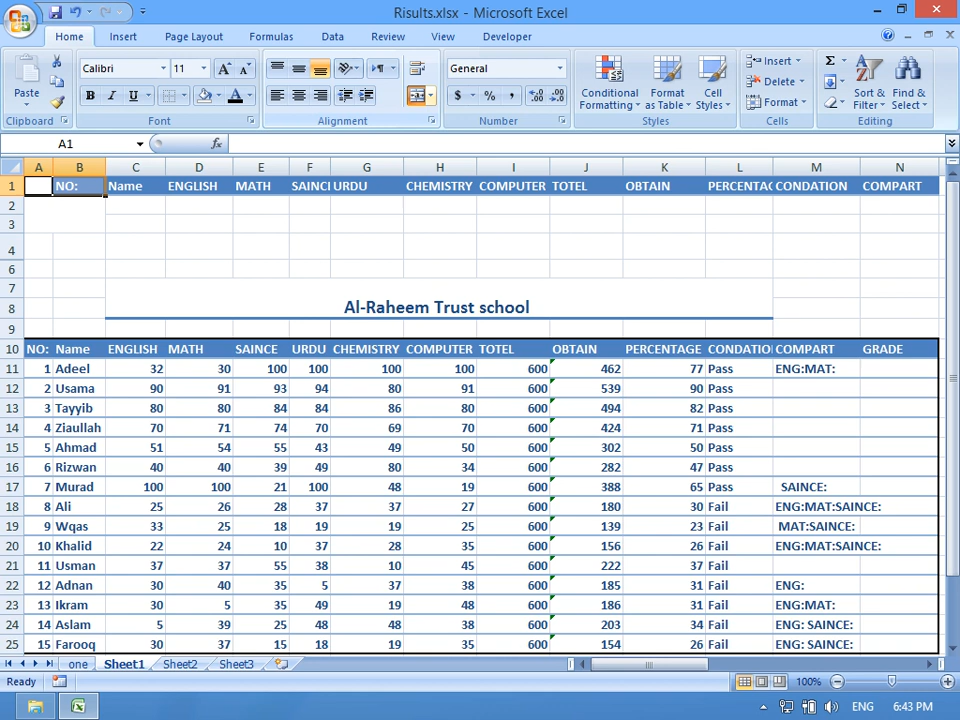 Risults.xlsx - Microsoft Excel
Home Insert Page Layout Formulas Data Review View Developer
Paste Calibri 11 A A General Conditional Formatting Format as Table Cell Styles Insert Delete Format Σ Sort & Filter Find & Select
B I U $ % , .0 .00 .00 .0
Clipboard Font Alignment Number Styles Cells Editing
A1 fx
A B C D E F G H I J K L M N
1 NO: Name ENGLISH MATH SAINCI URDU CHEMISTRY COMPUTER TOTEL OBTAIN PERCENTAG CONDATION COMPART
2
3
4
6
7
8 Al-Raheem Trust school
9
10 NO: Name ENGLISH MATH SAINCE URDU CHEMISTRY COMPUTER TOTEL OBTAIN PERCENTAGE CONDATIO COMPART GRADE
11 1 Adeel 32 30 100 100 100 100 600 462 77 Pass ENG:MAT:
12 2 Usama 90 91 93 94 80 91 600 539 90 Pass
13 3 Tayyib 80 80 84 84 86 80 600 494 82 Pass
14 4 Ziaullah 70 71 74 70 69 70 600 424 71 Pass
15 5 Ahmad 51 54 55 43 49 50 600 302 50 Pass
16 6 Rizwan 40 40 39 49 80 34 600 282 47 Pass
17 7 Murad 100 100 21 100 48 19 600 388 65 Pass SAINCE:
18 8 Ali 25 26 28 37 37 27 600 180 30 Fail ENG:MAT:SAINCE:
19 9 Wqas 33 25 18 19 19 25 600 139 23 Fail MAT:SAINCE:
20 10 Khalid 22 24 10 37 28 35 600 156 26 Fail ENG:MAT:SAINCE:
21 11 Usman 37 37 55 38 10 45 600 222 37 Fail
22 12 Adnan 30 40 35 5 37 38 600 185 31 Fail ENG:
23 13 Ikram 30 5 35 49 19 48 600 186 31 Fail ENG:MAT:
24 14 Aslam 5 39 25 48 48 38 600 203 34 Fail ENG: SAINCE:
25 15 Farooq 30 37 15 18 19 35 600 154 26 Fail ENG: SAINCE:
one Sheet1 Sheet2 Sheet3
Ready 100%
ENG 6:43 PM